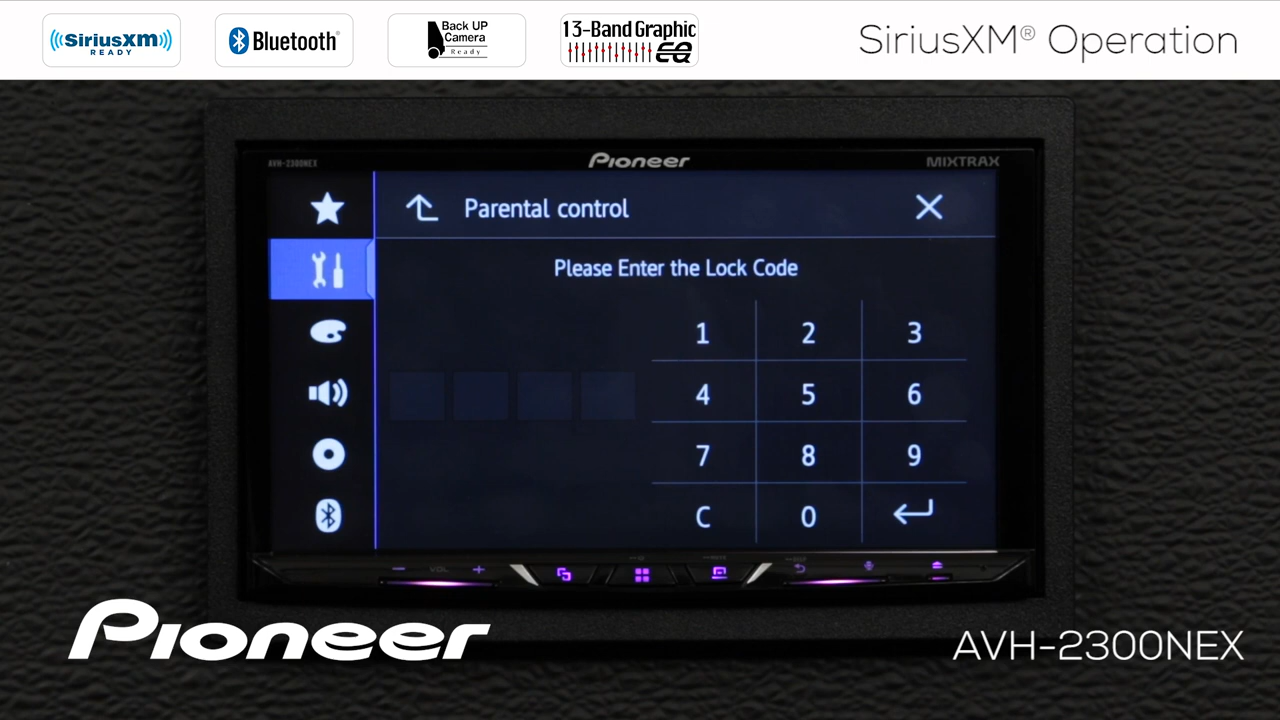 SiriusXM
READY
Bluetooth®
Back UP
Camera
Ready
13-Band Graphic
EQ
SiriusXM® Operation
AVH-2300NEX
Pioneer
MIXTRAX
Parental control
Please Enter the Lock Code
1 2 3
4 5 6
7 8 9
C 0
VOL
Pioneer
AVH-2300NEX